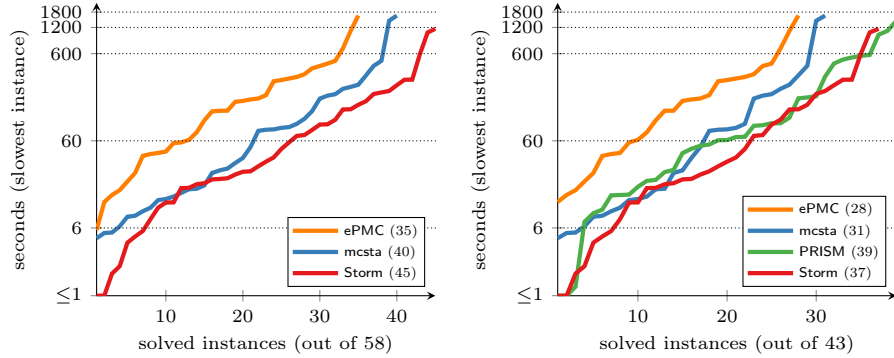 seconds (slowest instance)
1800
1200
600
60
6
≤1
10
20
30
40
solved instances (out of 58)
ePMC (35)
mcsta (40)
Storm (45)
seconds (slowest instance)
1800
1200
600
60
6
≤1
10
20
30
solved instances (out of 43)
ePMC (28)
mcsta (31)
PRISM (39)
Storm (37)